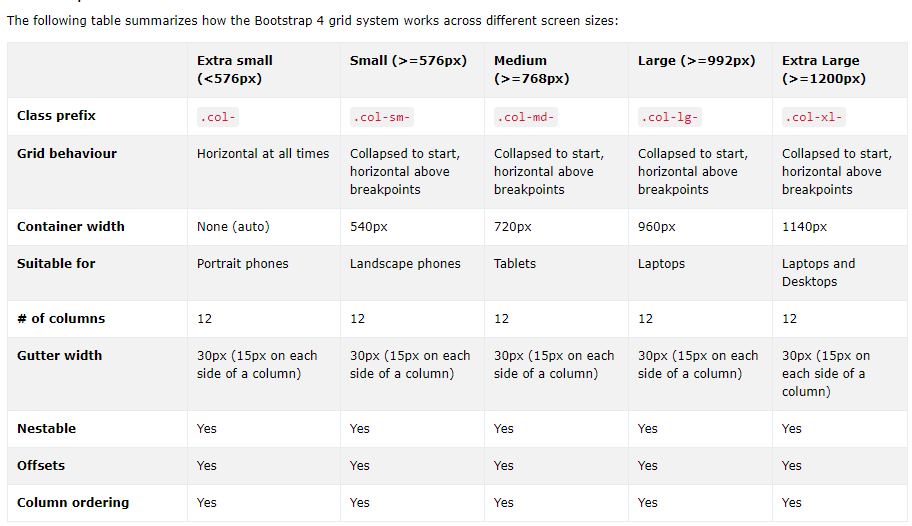 The following table summarizes how the Bootstrap 4 grid system works across different screen sizes:
Extra small (<576px) Small (>=576px) Medium (>=768px) Large (>=992px) Extra Large (>=1200px)
Class prefix .col- .col-sm- .col-md- .col-lg- .col-xl-
Grid behaviour Horizontal at all times Collapsed to start, horizontal above breakpoints Collapsed to start, horizontal above breakpoints Collapsed to start, horizontal above breakpoints Collapsed to start, horizontal above breakpoints
Container width None (auto) 540px 720px 960px 1140px
Suitable for Portrait phones Landscape phones Tablets Laptops Laptops and Desktops
# of columns 12 12 12 12 12
Gutter width 30px (15px on each side of a column) 30px (15px on each side of a column) 30px (15px on each side of a column) 30px (15px on each side of a column) 30px (15px on each side of a column)
Nestable Yes Yes Yes Yes Yes
Offsets Yes Yes Yes Yes Yes
Column ordering Yes Yes Yes Yes Yes